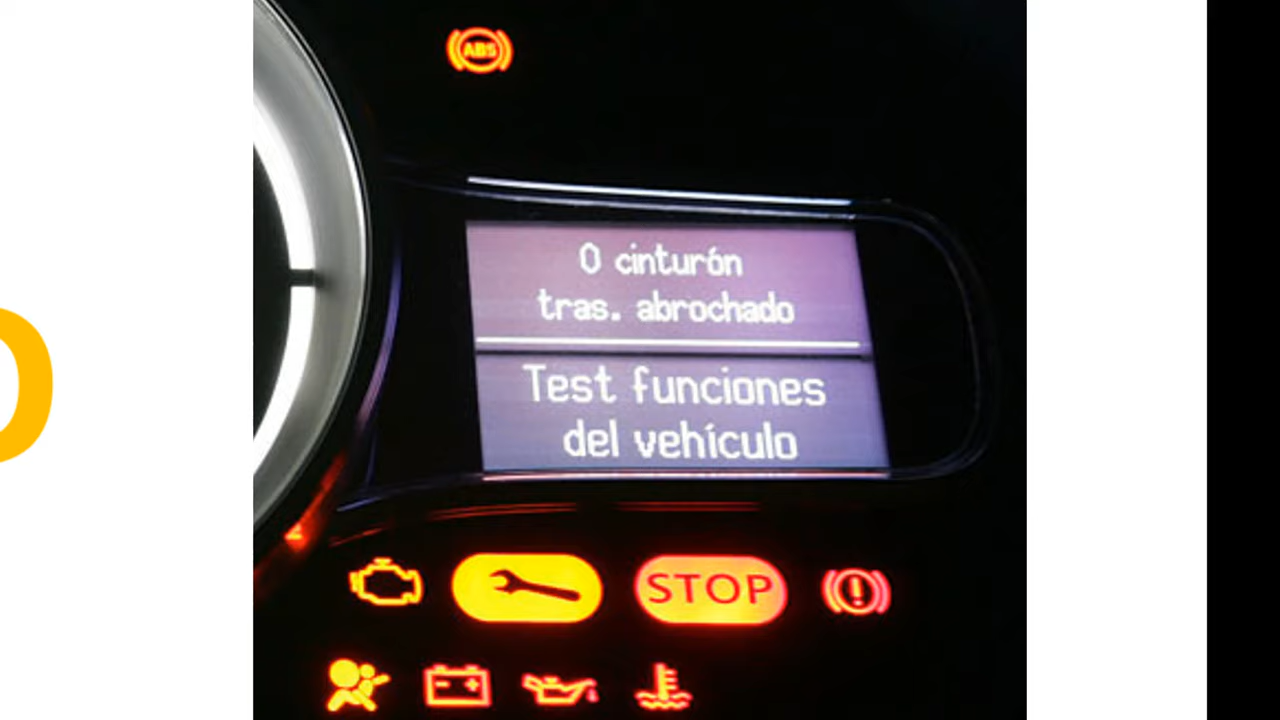 ABS
0 cinturón
tras. abrochado
Test funciones
del vehículo
STOP